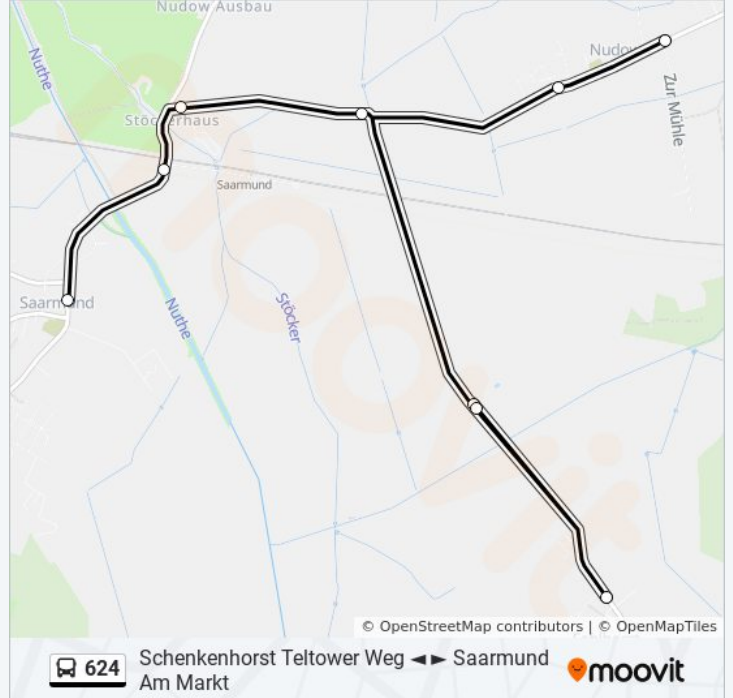 Nudow Ausbau
Nuthe
Nudow
Zur Mühle
Stöckerhaus
Saarmund
Saarmund
Nuthe
Stöcker
moovit
© OpenStreetMap contributors | © OpenMapTiles
624
Schenkenhorst Teltower Weg ◄ ► Saarmund
Am Markt
moovit